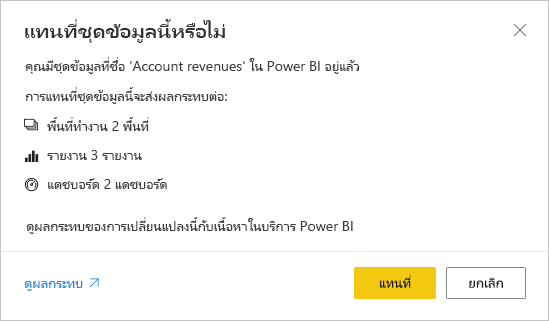 แทนที่ชุดข้อมูลนี้หรือไม่
คุณมีชุดข้อมูลที่ชื่อ 'Account revenues' ใน Power BI อยู่แล้ว
การแทนที่ชุดข้อมูลนี้จะส่งผลกระทบต่อ:
พื้นที่ทำงาน 2 พื้นที่
รายงาน 3 รายงาน
แดชบอร์ด 2 แดชบอร์ด
ดูผลกระทบของการเปลี่ยนแปลงนี้กับเนื้อหาในบริการ Power BI
ดูผลกระทบ
แทนที่
ยกเลิก